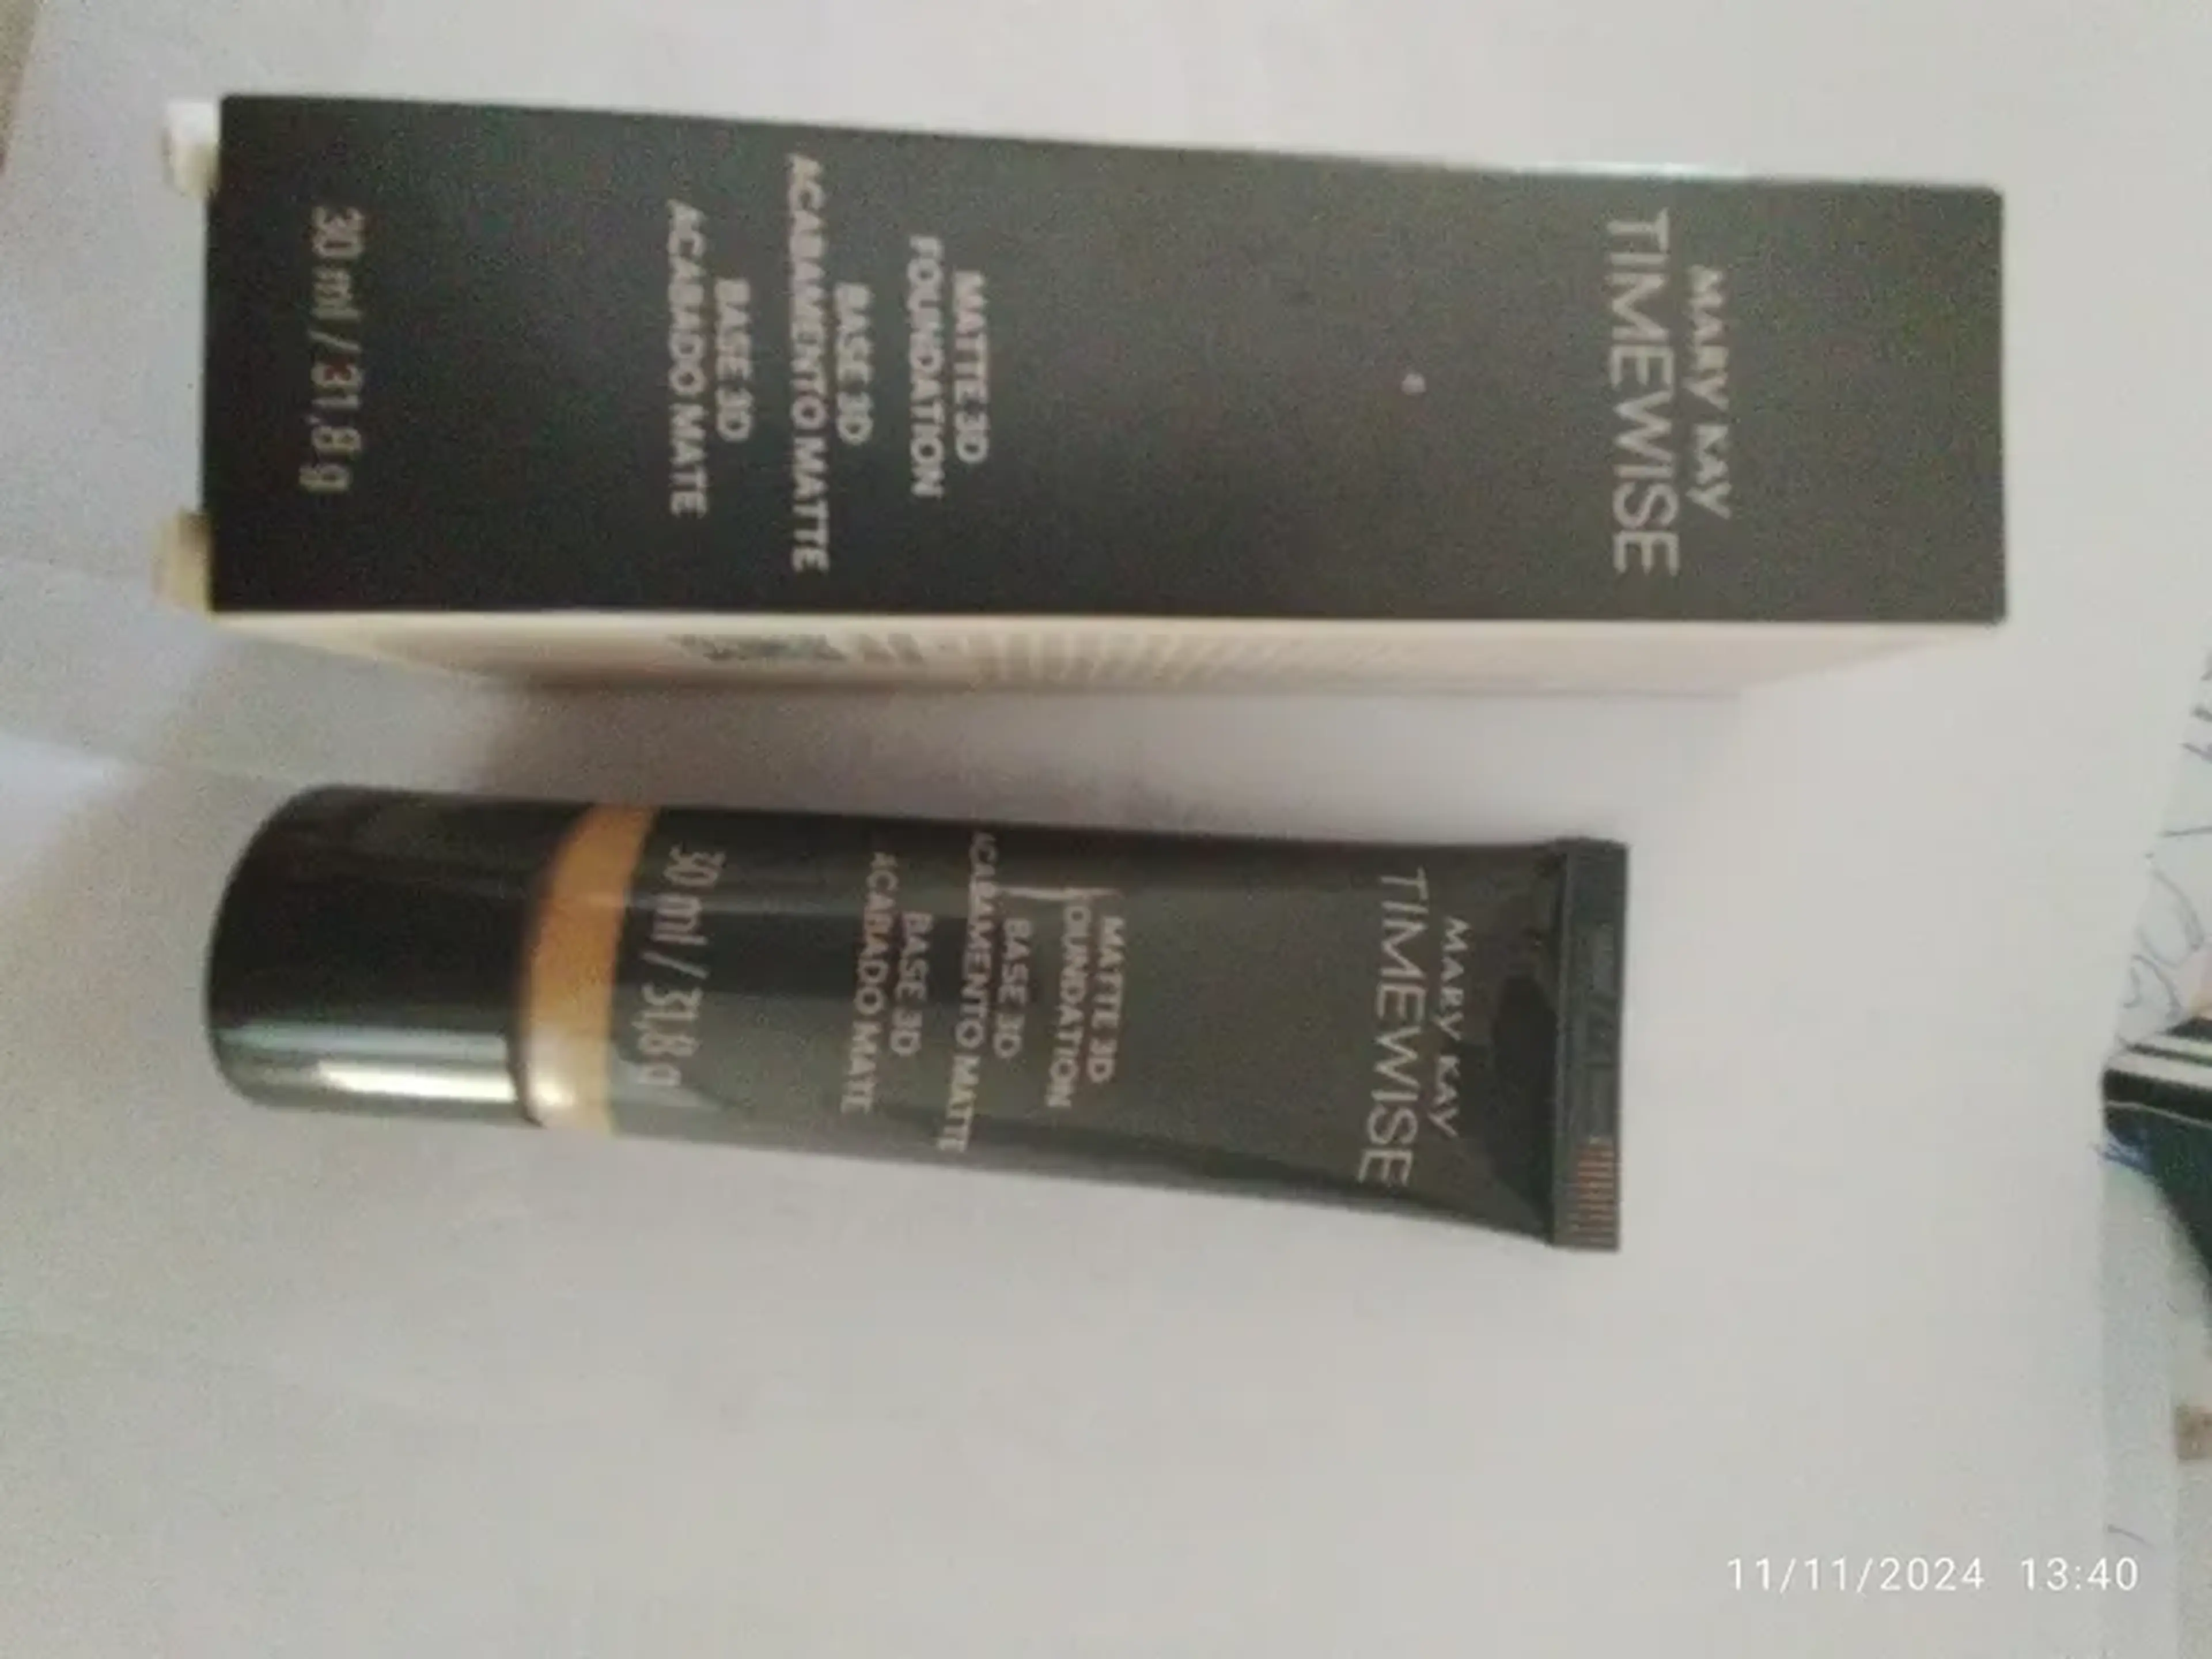 MARY KAY
TIMEWISE
MATTE 3D
FOUNDATION
BASE 3D
ACABAMENTO MATTE
BASE 3D
ACABADO MATE
30 ml / 31,8 g
MARY KAY
TIMEWISE
MATTE 3D
FOUNDATION
BASE 3D
ACABAMENTO MATTE
BASE 3D
ACABADO MATE
30 ml / 31,8 g
11/11/2024 13:40